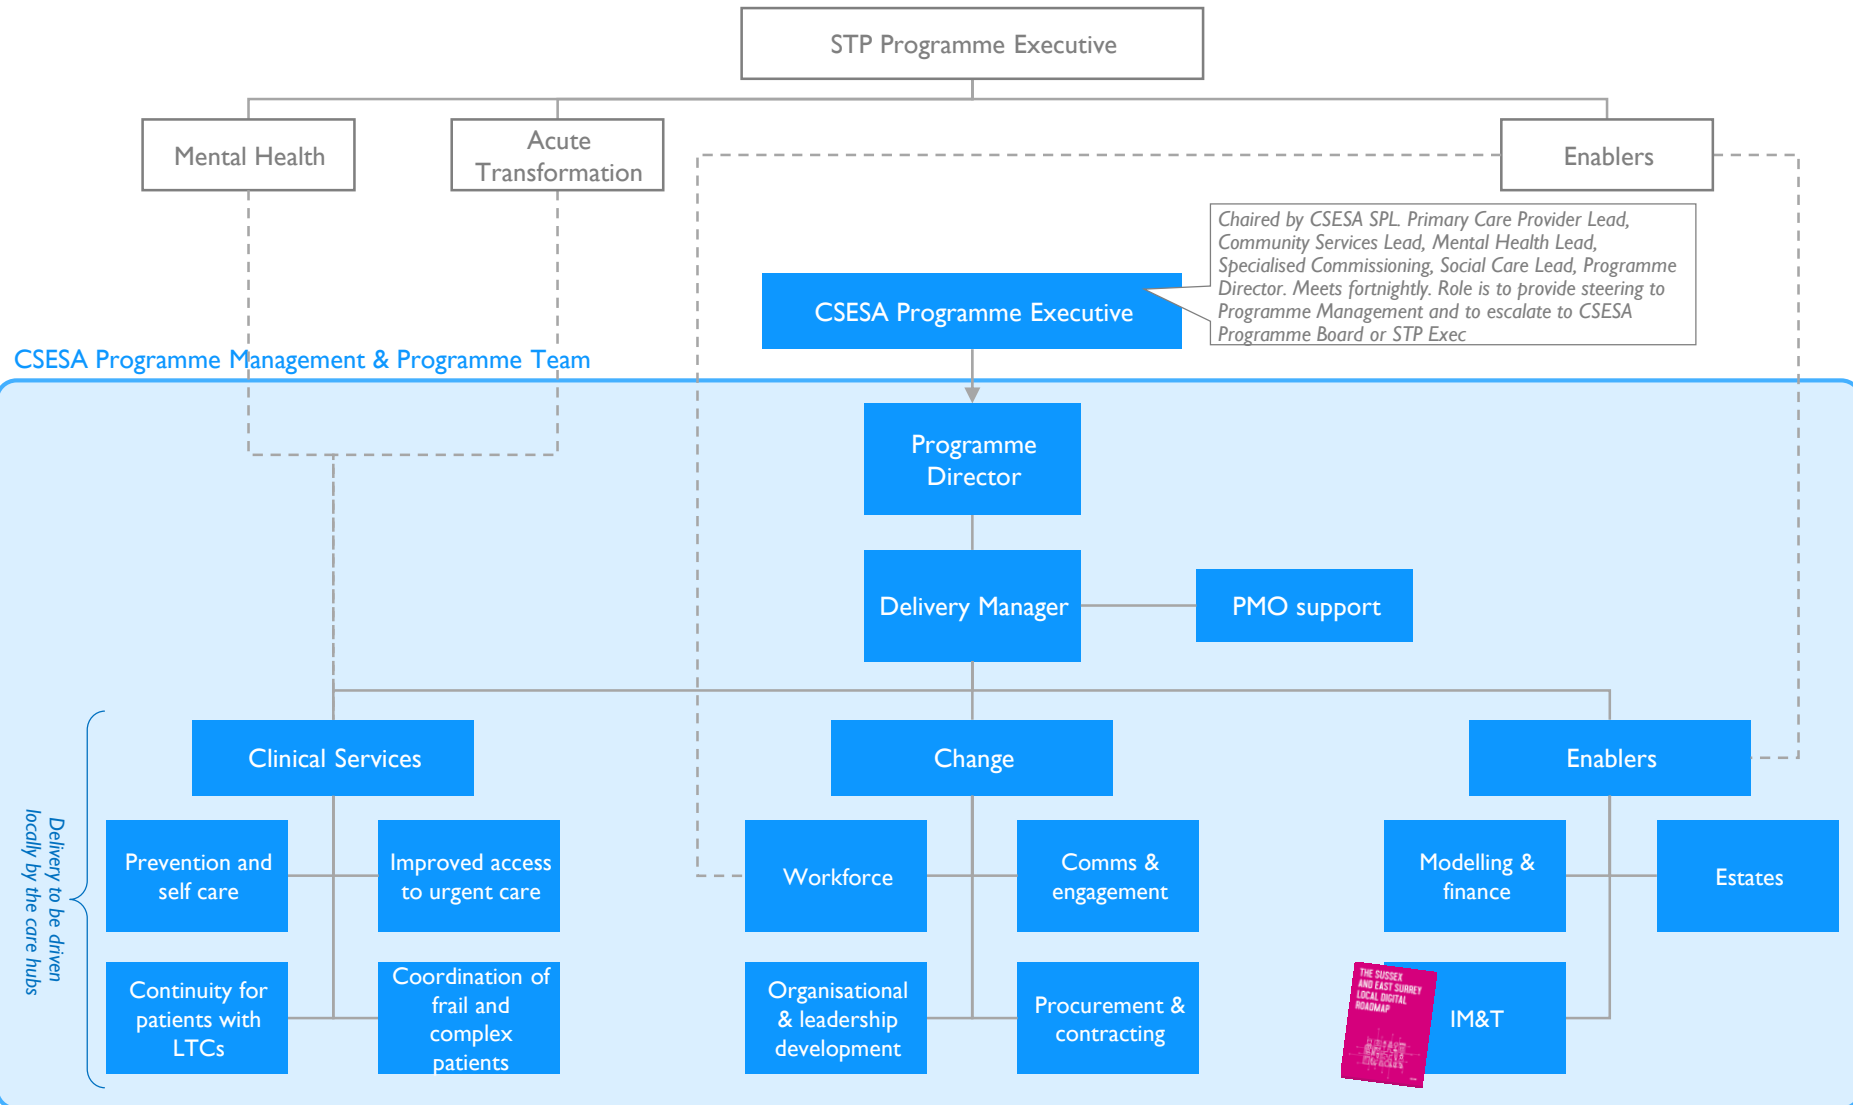 STP Programme Executive
Mental Health
Acute
Transformation
Enablers
Chaired by CSESA SPL. Primary Care Provider Lead,
Community Services Lead, Mental Health Lead,
Specialised Commissioning, Social Care Lead, Programme
Director. Meets fortnightly. Role is to provide steering to
Programme Management and to escalate to CSESA
Programme Board or STP Exec
CSESA Programme Executive
CSESA Programme Management & Programme Team
Programme
Director
Delivery Manager
PMO support
Clinical Services
Change
Enablers
Delivery to be driven
locally by the care hubs
Prevention and
self care
Improved access
to urgent care
Workforce
Comms &
engagement
Modelling &
finance
Estates
Continuity for
patients with
LTCs
Coordination of
frail and
complex
patients
Organisational
& leadership
development
Procurement &
contracting
THE SUSSEX
AND EAST SURREY
LOCAL DIGITAL
ROADMAP
IM&T